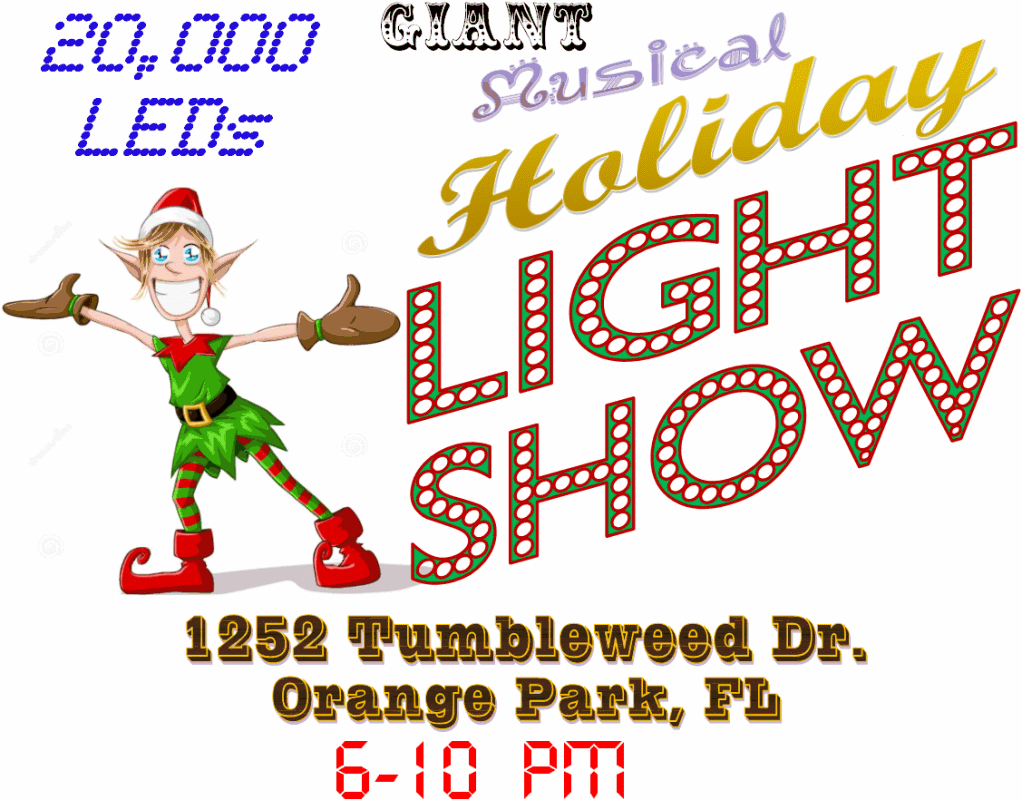 20,000
LEDs
GIANT
Musical
Holiday
LIGHT
SHOW
1252 Tumbleweed Dr.
Orange Park, FL
6-10 PM